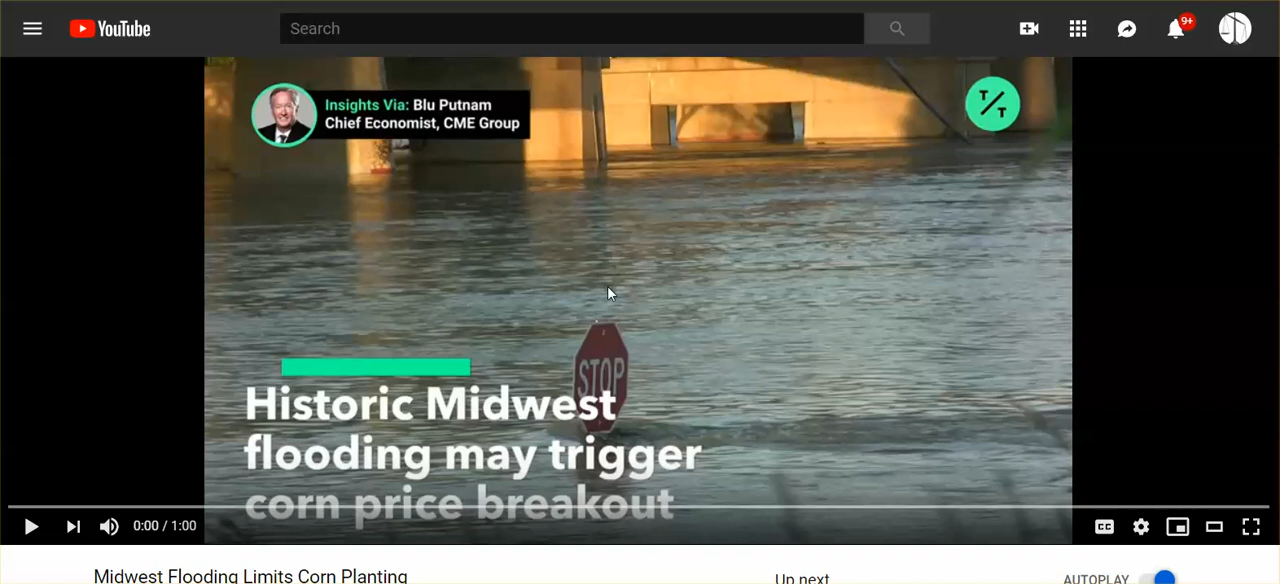 YouTube
Search
9+
Insights Via: Blu Putnam
Chief Economist, CME Group
T/T
STOP
Historic Midwest
flooding may trigger
corn price breakout
0:00 / 1:00
CC
Midwest Flooding Limits Corn Planting
Up next
AUTOPLAY